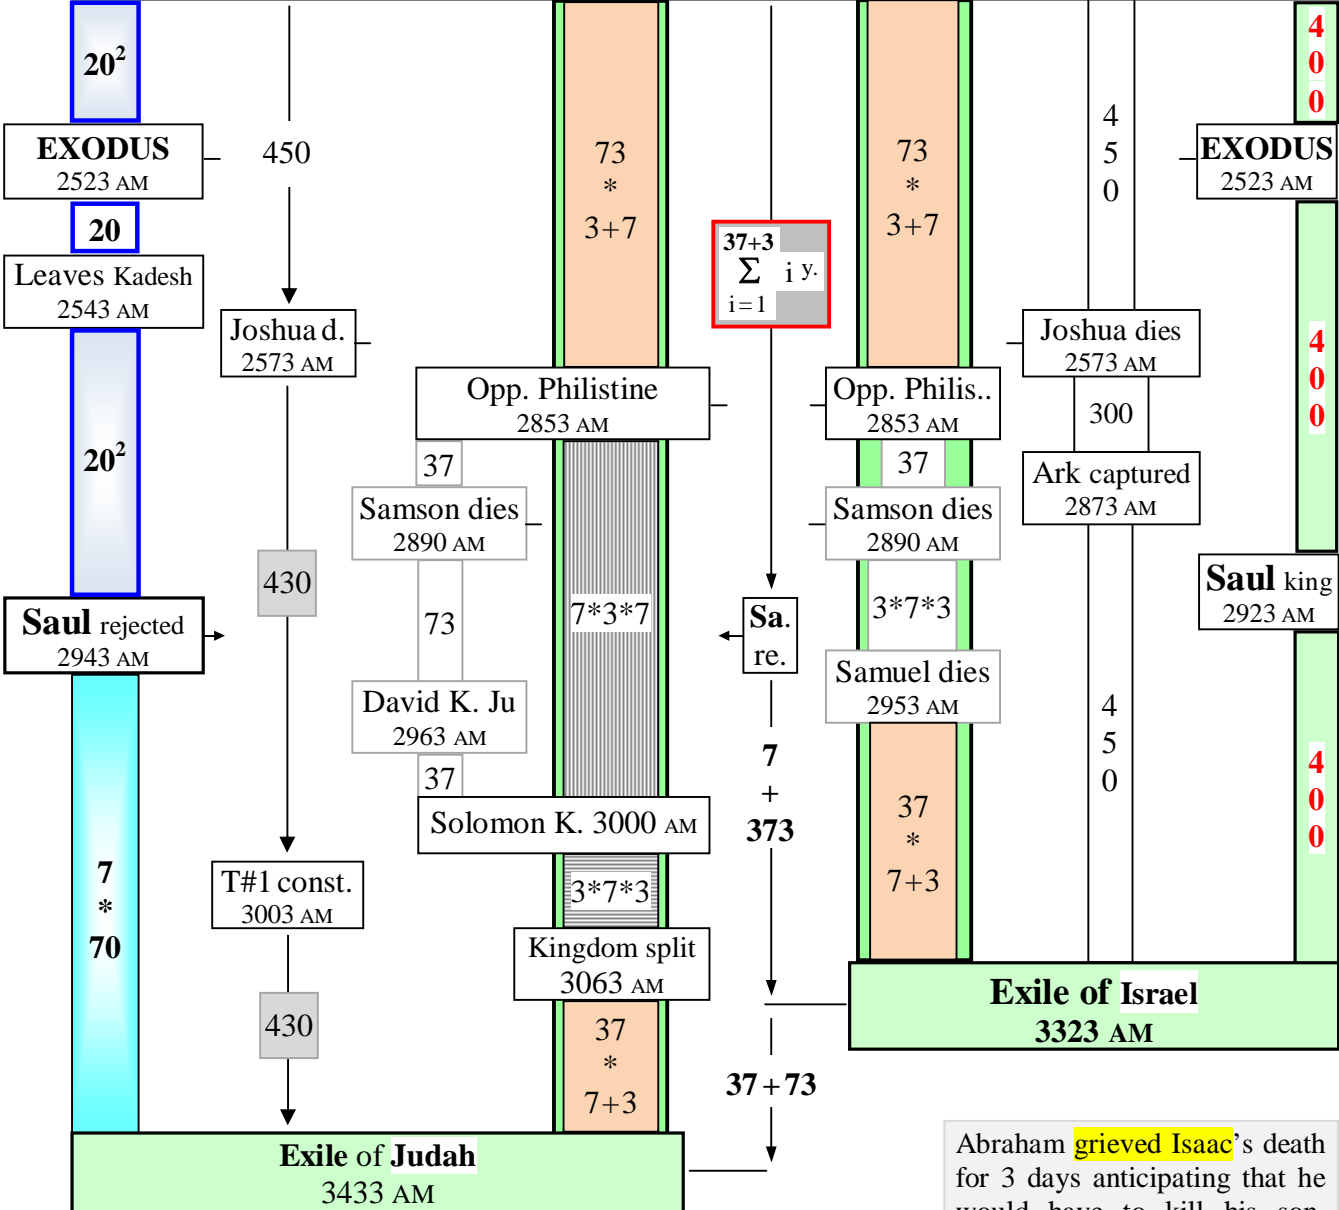 20²
EXODUS
2523 AM
20
Leaves Kadesh
2543 AM
20²
Saul rejected
2943 AM
7
*
70
450
Joshua d.
2573 AM
430
T#1 const.
3003 AM
430
73
*
3+7
Opp. Philistine
2853 AM
37
Samson dies
2890 AM
73
David K. Ju
2963 AM
37
7*3*7
Solomon K. 3000 AM
3*7*3
Kingdom split
3063 AM
37
*
7+3
Exile of Judah
3433 AM
37+3
Σ i y.
i=1
Sa.
re.
7
+
373
37+73
73
*
3+7
Opp. Philis..
2853 AM
37
Samson dies
2890 AM
3*7*3
Samuel dies
2953 AM
37
*
7+3
4
5
0
Joshua dies
2573 AM
300
Ark captured
2873 AM
4
5
0
4
0
0
EXODUS
2523 AM
4
0
0
Saul king
2923 AM
4
0
0
Exile of Israel
3323 AM
Abraham grieved Isaac's death
for 3 days anticipating that he
would have to kill his son